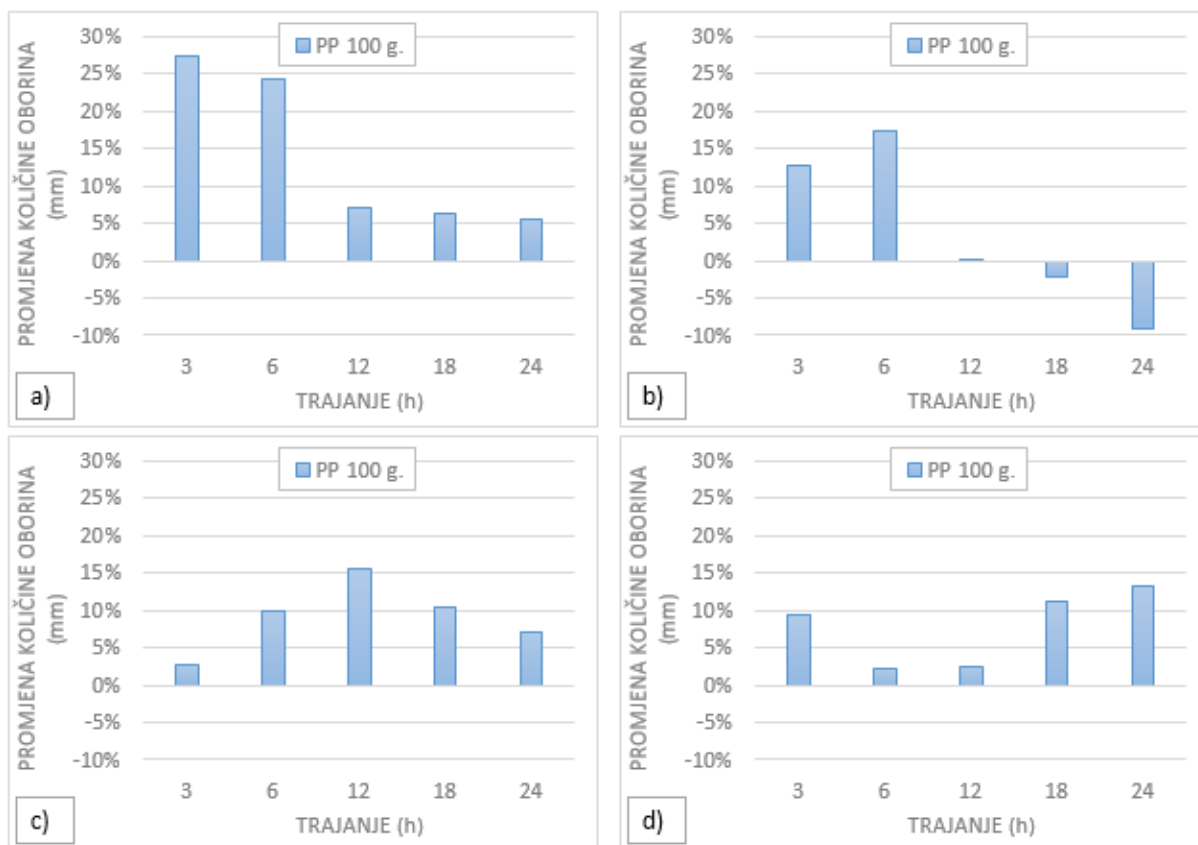 PROMJENA KOLIČINE OBORINA
(mm)
30%
25%
20%
15%
10%
5%
0%
-5%
-10%
PP 100 g.
3 6 12 18 24
TRAJANJE (h)
a)
PROMJENA KOLIČINE OBORINA
(mm)
30%
25%
20%
15%
10%
5%
0%
-5%
-10%
PP 100 g.
3 6 12 18 24
TRAJANJE (h)
b)
PROMJENA KOLIČINE OBORINA
(mm)
30%
25%
20%
15%
10%
5%
0%
-5%
-10%
PP 100 g.
3 6 12 18 24
TRAJANJE (h)
c)
PROMJENA KOLIČINE OBORINA
(mm)
30%
25%
20%
15%
10%
5%
0%
-5%
-10%
PP 100 g.
3 6 12 18 24
TRAJANJE (h)
d)